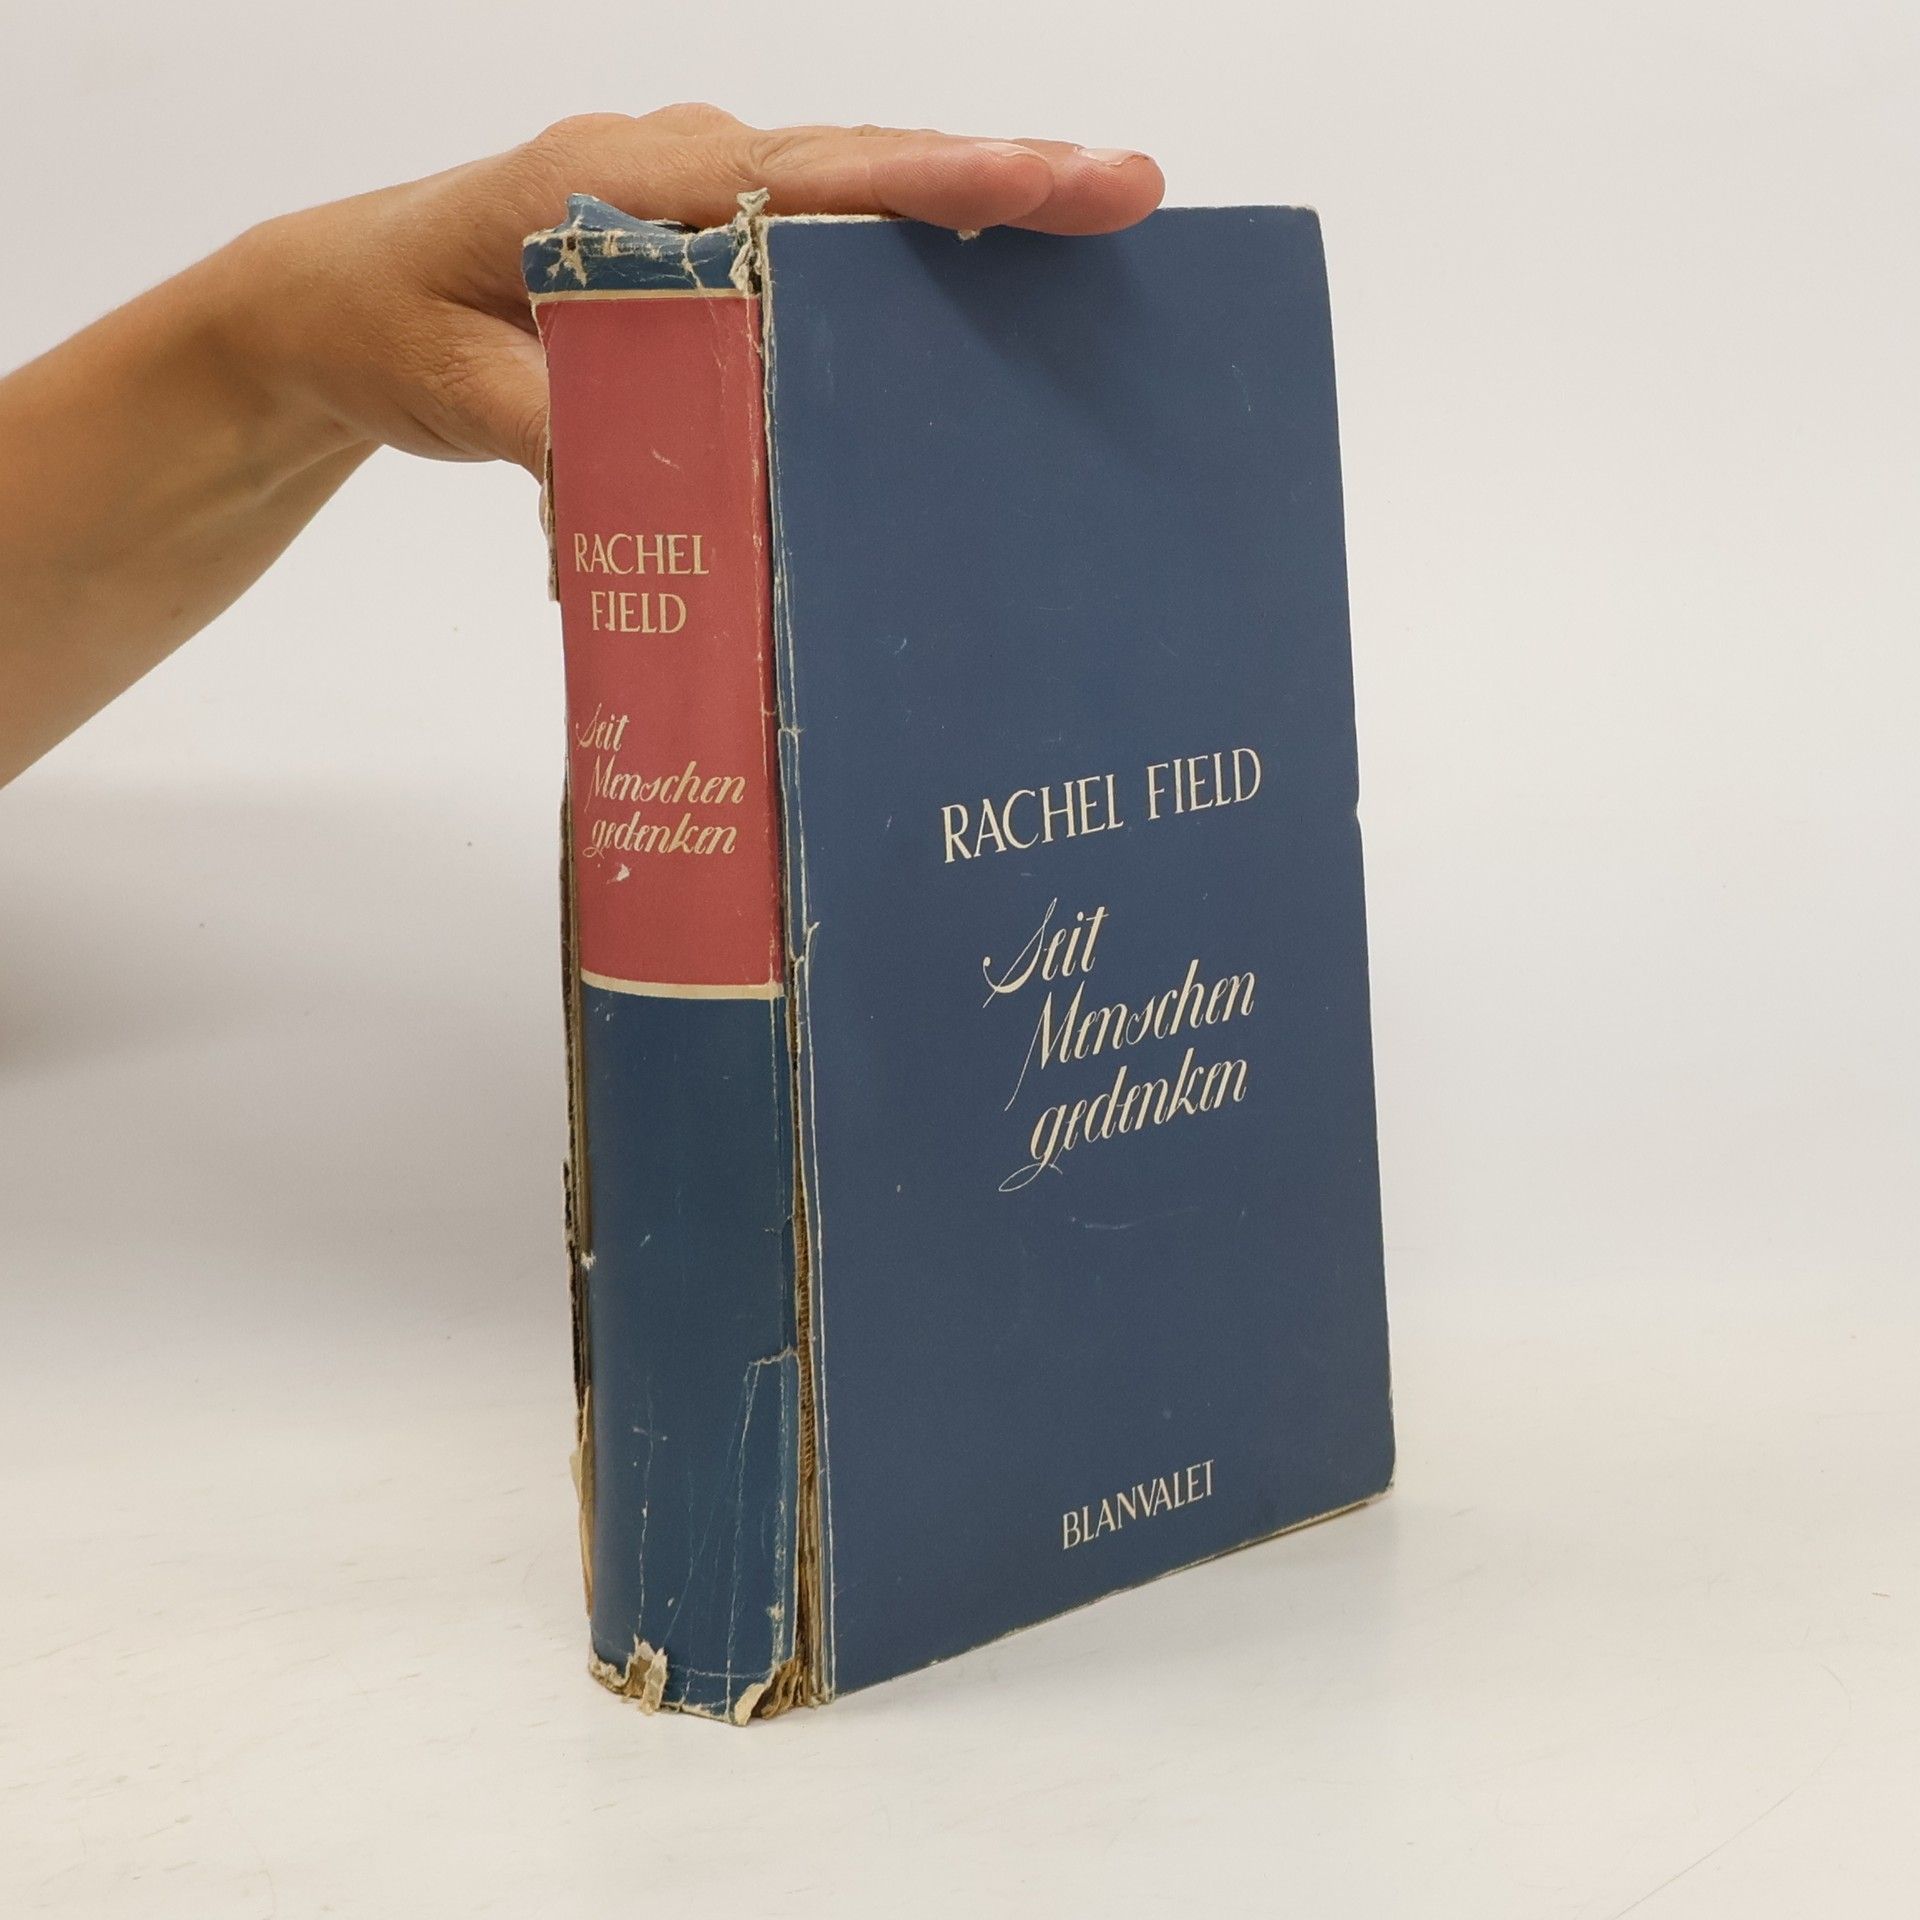 RACHEL
FIELD
Seit
Menschen
gedenken
RACHEL FIELD
Seit
Menschen
gedenken
BLANVALET